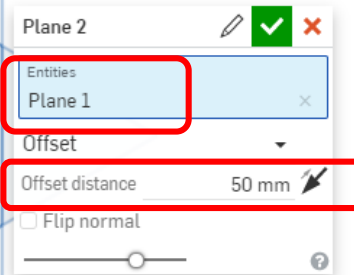 Plane 2
Entities
Plane 1
Offset
Offset distance 50 mm
Flip normal